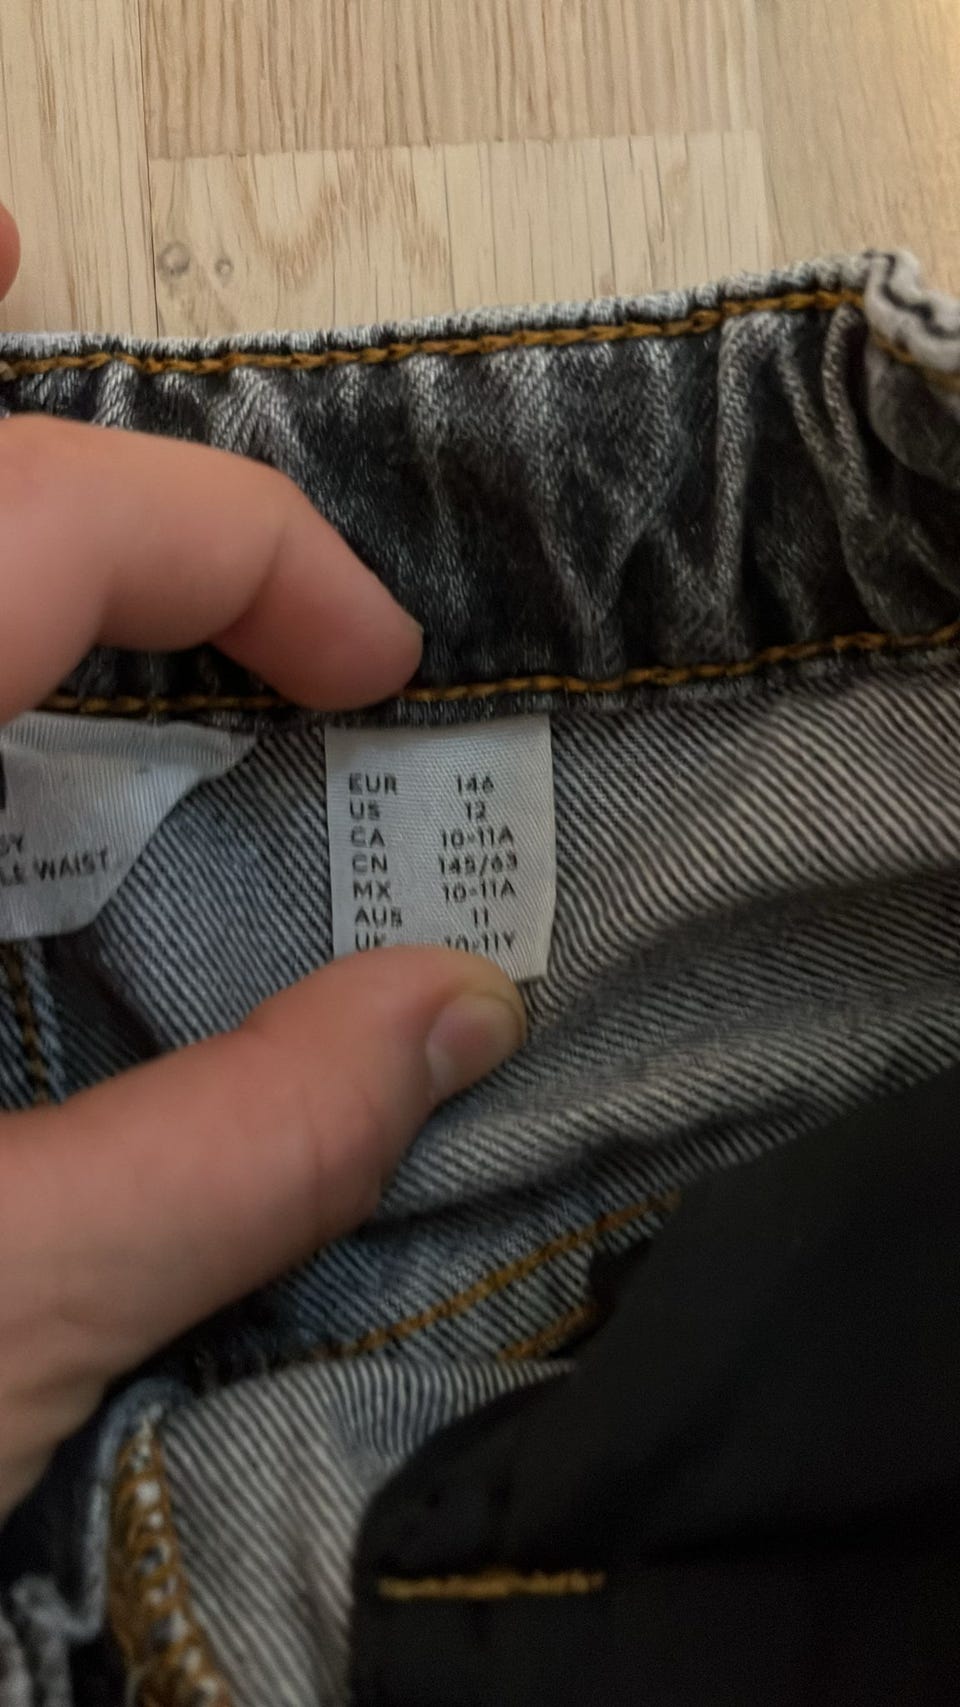 LE WAIST
EUR 146
US 12
CA 10-11A
CN 145/63
MX 10-11A
AUS 11
UK 10-11Y